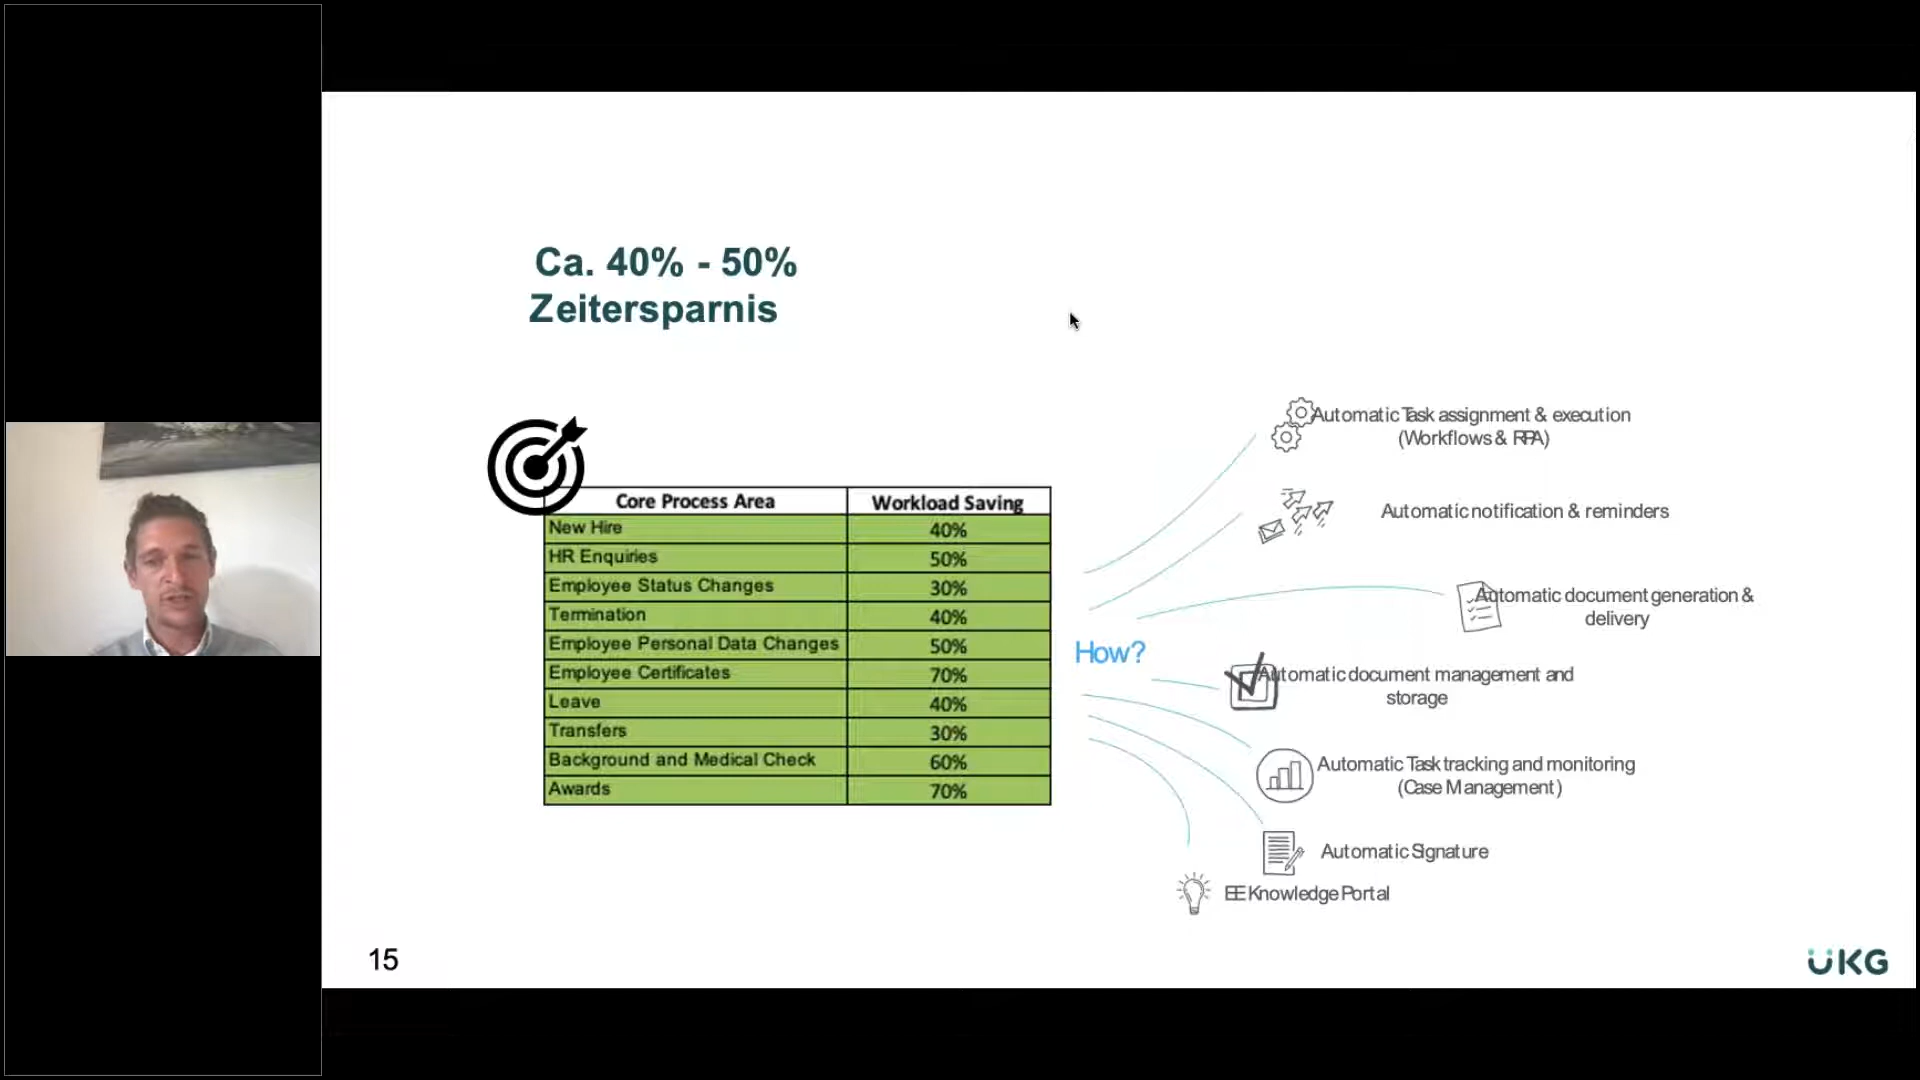 Ca. 40% - 50%
Zeitersparnis
Core Process Area Workload Saving
New Hire 40%
HR Enquiries 50%
Employee Status Changes 30%
Termination 40%
Employee Personal Data Changes 50%
Employee Certificates 70%
Leave 40%
Transfers 30%
Background and Medical Check 60%
Awards 70%
How?
Automatic Task assignment & execution
(Workflows & RPA)
Automatic notification & reminders
Automatic document generation &
delivery
Automatic document management and
storage
Automatic Task tracking and monitoring
(Case Management)
Automatic Signature
EE Knowledge Portal
15
UKG